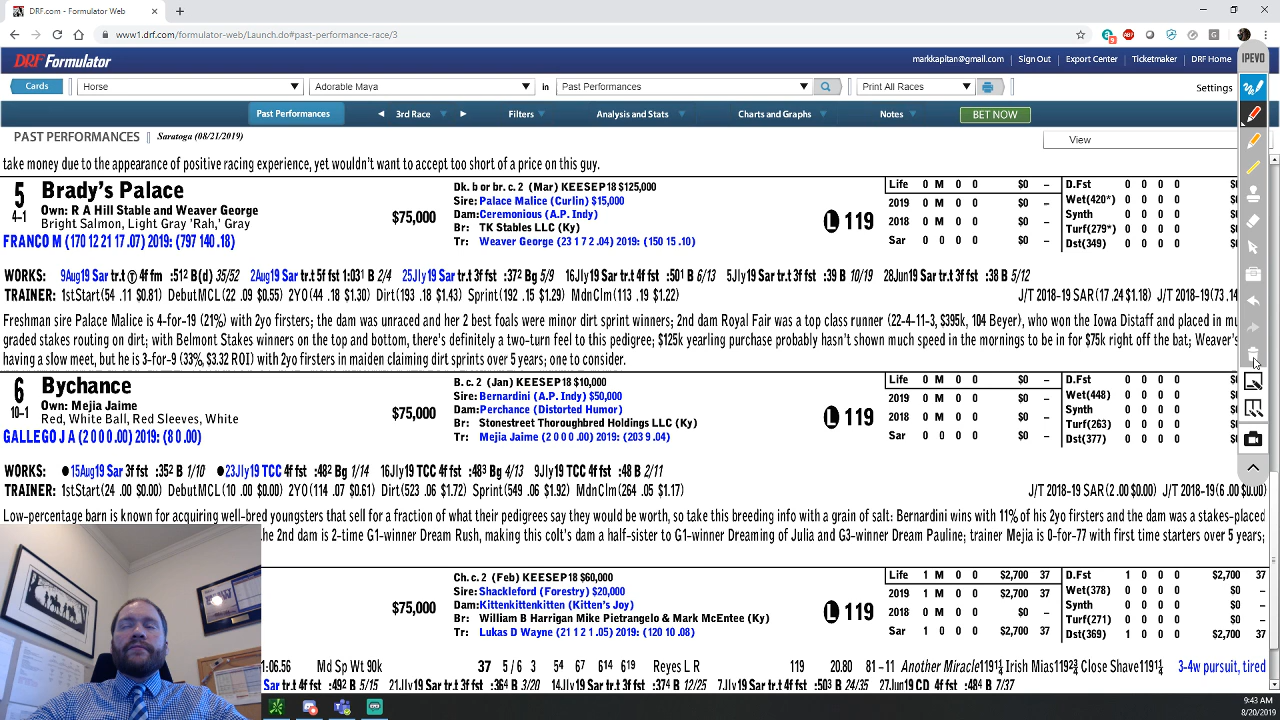 DRF.com - Formulator Web
www1.drf.com/formulator-web/Launch.do#past-performance-race/3
DRF Formulator
markkapitan@gmail.com | Sign Out | Export Center | Ticketmaker | DRF Home
IPEVO
Cards Horse Adorable Maya in Past Performances Print All Races Settings
Past Performances 3rd Race Filters Analysis and Stats Charts and Graphs Notes BET NOW
PAST PERFORMANCES Saratoga (08/21/2019) View
take money due to the appearance of positive racing experience, yet wouldn't want to accept too short of a price on this guy.
5 Brady's Palace
4-1 Own: R A Hill Stable and Weaver George
Bright Salmon, Light Gray 'Rah,' Gray
FRANCO M (170 12 21 17 .07) 2019: (797 140 .18)
$75,000
Dk. b or br. c. 2 (Mar) KEESEP 18 $125,000
Sire: Palace Malice (Curlin) $15,000
Dam: Ceremonious (A.P. Indy)
Br: TK Stables LLC (Ky)
Tr: Weaver George (23 1 7 2 .04) 2019: (150 15 .10)
L 119
Life 0 M 0 0 $0 –
2019 0 M 0 0 $0 –
2018 0 M 0 0 $0 –
Sar 0 0 0 0 $0 –
D.Fst 0 0 0 0
Wet(420*) 0 0 0 0
Synth 0 0 0 0
Turf(279*) 0 0 0 0
Dst(349) 0 0 0 0
WORKS: 9Aug19 Sar tr.t Ⓣ 4f fm :51² B(d) 35/52 2Aug19 Sar tr.t 5f fst 1:03¹ B 2/4 25Jly19 Sar tr.t 3f fst :37² Bg 5/9 16Jly19 Sar tr.t 4f fst :50¹ B 6/13 5Jly19 Sar tr.t 3f fst :39 B 10/19 28Jun19 Sar tr.t 3f fst :38 B 5/12
TRAINER: 1stStart(54 .11 $0.81) DebutMCL(22 .09 $0.55) 2YO(44 .18 $1.30) Dirt(193 .18 $1.43) Sprint(192 .15 $1.29) MdnClm(113 .19 $1.22) J/T 2018-19 SAR(17 .24 $1.18) J/T 2018-19(73 .14
Freshman sire Palace Malice is 4-for-19 (21%) with 2yo firsters; the dam was unraced and her 2 best foals were minor dirt sprint winners; 2nd dam Royal Fair was a top class runner (22-4-11-3, $395k, 104 Beyer), who won the Iowa Distaff and placed in mu
graded stakes routing on dirt; with Belmont Stakes winners on the top and bottom, there's definitely a two-turn feel to this pedigree; $125k yearling purchase probably hasn't shown much speed in the mornings to be in for $75k right off the bat; Weaver's
having a slow meet, but he is 3-for-9 (33%, $3.32 ROI) with 2yo firsters in maiden claiming dirt sprints over 5 years; one to consider.
6 Bychance
10-1 Own: Mejia Jaime
Red, White Ball, Red Sleeves, White
GALLEGO J A (2 0 0 0 .00) 2019: (8 0 .00)
$75,000
B. c. 2 (Jan) KEESEP 18 $10,000
Sire: Bernardini (A.P. Indy) $50,000
Dam: Perchance (Distorted Humor)
Br: Stonestreet Thoroughbred Holdings LLC (Ky)
Tr: Mejia Jaime (2 0 0 0 .00) 2019: (203 9 .04)
L 119
Life 0 M 0 0 $0 –
2019 0 M 0 0 $0 –
2018 0 M 0 0 $0 –
Sar 0 0 0 0 $0 –
D.Fst 0 0 0 0
Wet(448) 0 0 0 0
Synth 0 0 0 0
Turf(263) 0 0 0 0
Dst(377) 0 0 0 0
WORKS: ●15Aug19 Sar 3f fst :35² B 1/10 ●23Jly19 TCC 4f fst :48² Bg 1/14 16Jly19 TCC 4f fst :48³ Bg 4/13 9Jly19 TCC 4f fst :48 B 2/11
TRAINER: 1stStart(24 .00 $0.00) DebutMCL(10 .00 $0.00) 2YO(114 .07 $0.61) Dirt(523 .06 $1.72) Sprint(549 .06 $1.92) MdnClm(264 .05 $1.17) J/T 2018-19 SAR(2 .00 $0.00) J/T 2018-19(6 .00 $0.00)
Low-percentage barn is known for acquiring well-bred youngsters that sell for a fraction of what their pedigrees say they would be worth, so take this breeding info with a grain of salt: Bernardini wins with 11% of his 2yo firsters and the dam was a stakes-placed
the 2nd dam is 2-time G1-winner Dream Rush, making this colt's dam a half-sister to G1-winner Dreaming of Julia and G3-winner Dream Pauline; trainer Mejia is 0-for-77 with first time starters over 5 years;
$75,000
Ch. c. 2 (Feb) KEESEP 18 $60,000
Sire: Shackleford (Forestry) $20,000
Dam: Kittenkittenkitten (Kitten's Joy)
Br: William B Harrigan Mike Pietrangelo & Mark McEntee (Ky)
Tr: Lukas D Wayne (21 1 2 1 .05) 2019: (120 10 .08)
L 119
Life 1 M 0 0 $2,700 37
2019 1 M 0 0 $2,700 37
2018 0 M 0 0 $0 –
Sar 1 0 0 0 $2,700 37
D.Fst 1 0 0 0 $2,700 37
Wet(378) 0 0 0 0 $0 –
Synth 0 0 0 0 $0 –
Turf(271) 0 0 0 0 $0 –
Dst(369) 1 0 0 0 $2,700 37
1:06.56 Md Sp Wt 90k 37 5/6 3 5⁴ 6⁷ 6¹⁴ 6¹⁹ Reyes L R 119 20.80 81-11 Another Miracle119 Irish Mias119 Close Shave119 3-4w pursuit, tired
Sar tr.t 4f fst :49² B 5/15 21Jly19 Sar tr.t 3f fst :36⁴ B 3/20 14Jly19 Sar tr.t 3f fst :37⁴ B 12/25 7Jly19 Sar tr.t 4f fst :50³ B 24/35 27Jun19 CD 4f fst :48⁴ B 7/37
9:43 AM
8/20/2019